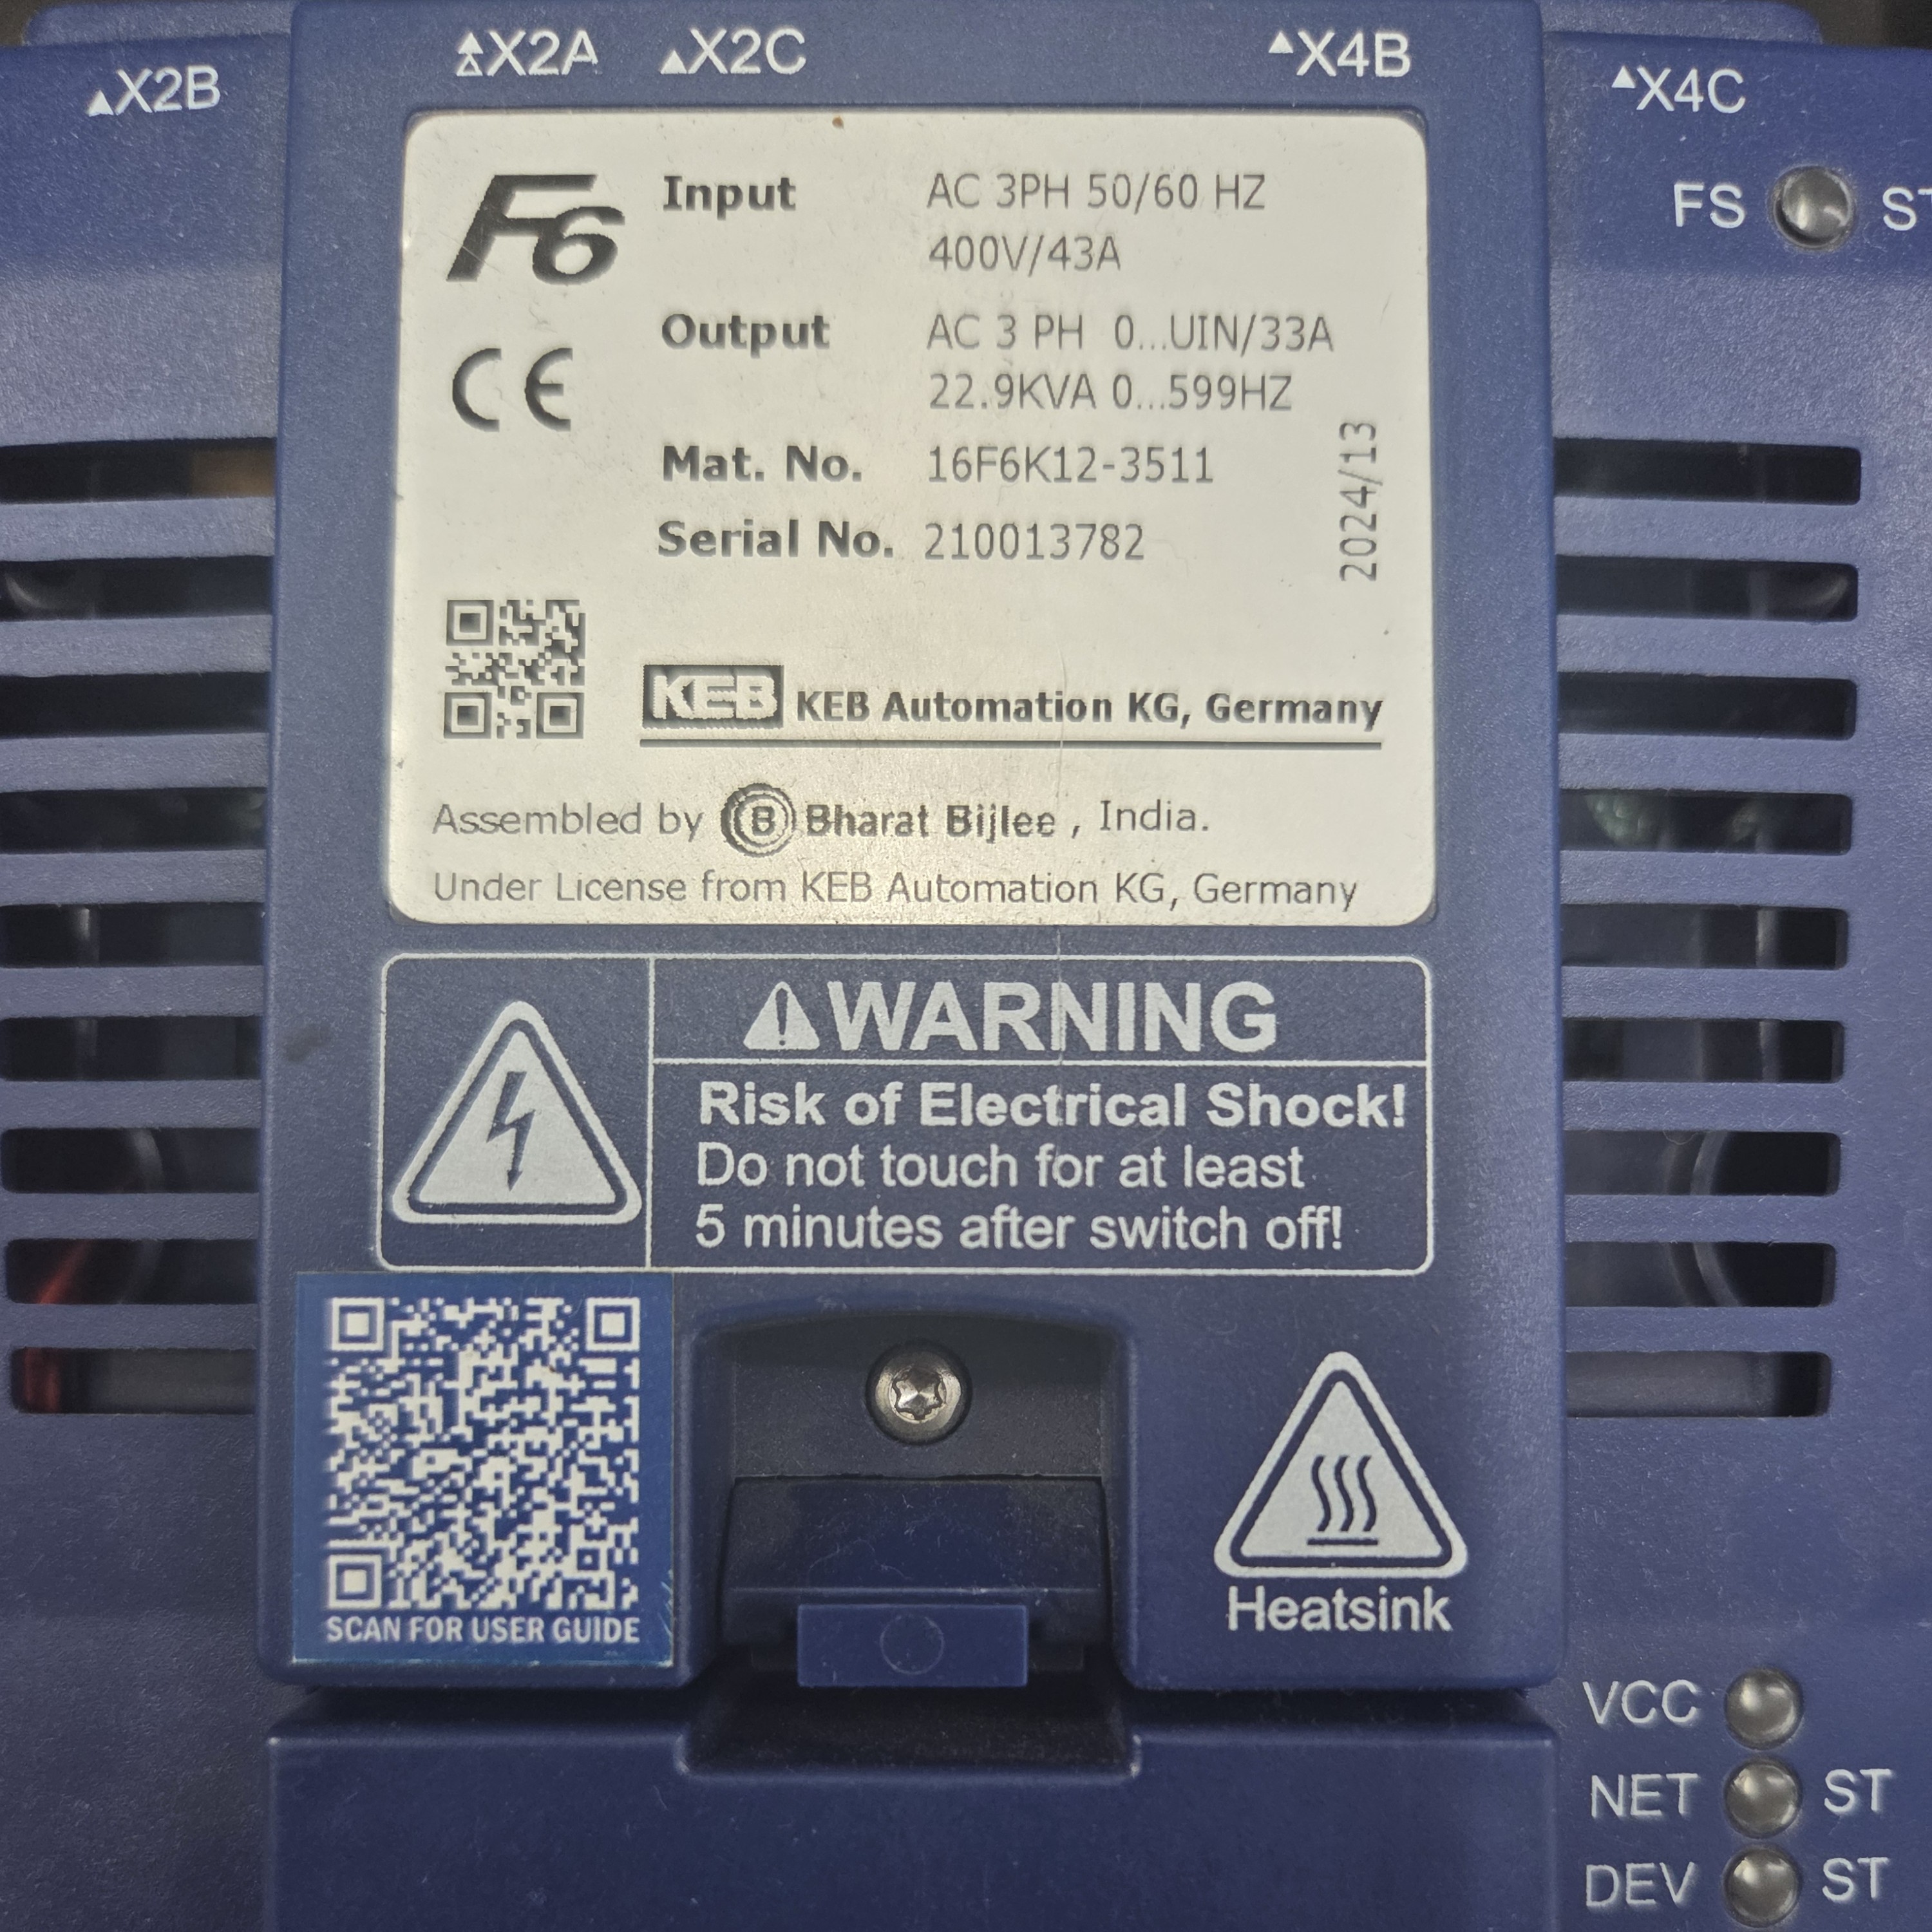 X2B
X2A X2C
X4B
X4C
FS
F6
Input AC 3PH 50/60 HZ
400V/43A
Output AC 3 PH 0...UIN/33A
22.9KVA 0...599HZ
Mat. No. 16F6K12-3511
Serial No. 210013782
2024/13
CE
KEB KEB Automation KG, Germany
Assembled by B Bharat Bijlee , India.
Under License from KEB Automation KG, Germany
WARNING
Risk of Electrical Shock!
Do not touch for at least
5 minutes after switch off!
SCAN FOR USER GUIDE
Heatsink
VCC
NET ST
DEV ST